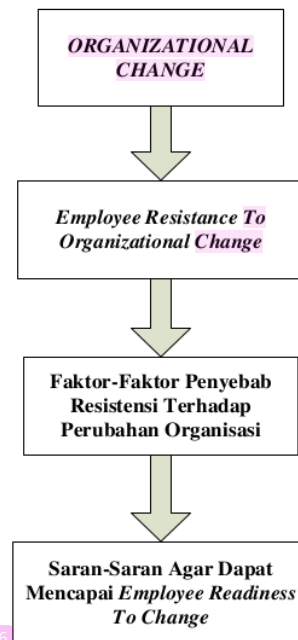 ORGANIZATIONAL
CHANGE
Employee Resistance To
Organizational Change
Faktor-Faktor Penyebab
Resistensi Terhadap
Perubahan Organisasi
Saran-Saran Agar Dapat
Mencapai Employee Readiness
To Change
6